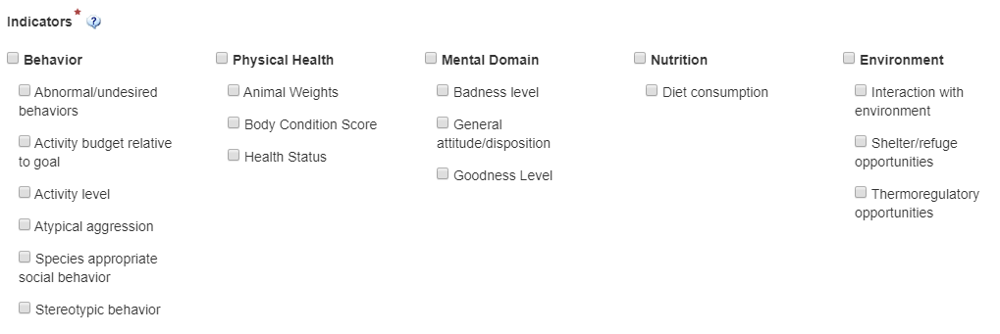 Indicators * ?
Behavior
Abnormal/undesired
behaviors
Activity budget relative
to goal
Activity level
Atypical aggression
Species appropriate
social behavior
Stereotypic behavior
Physical Health
Animal Weights
Body Condition Score
Health Status
Mental Domain
Badness level
General
attitude/disposition
Goodness Level
Nutrition
Diet consumption
Environment
Interaction with
environment
Shelter/refuge
opportunities
Thermoregulatory
opportunities